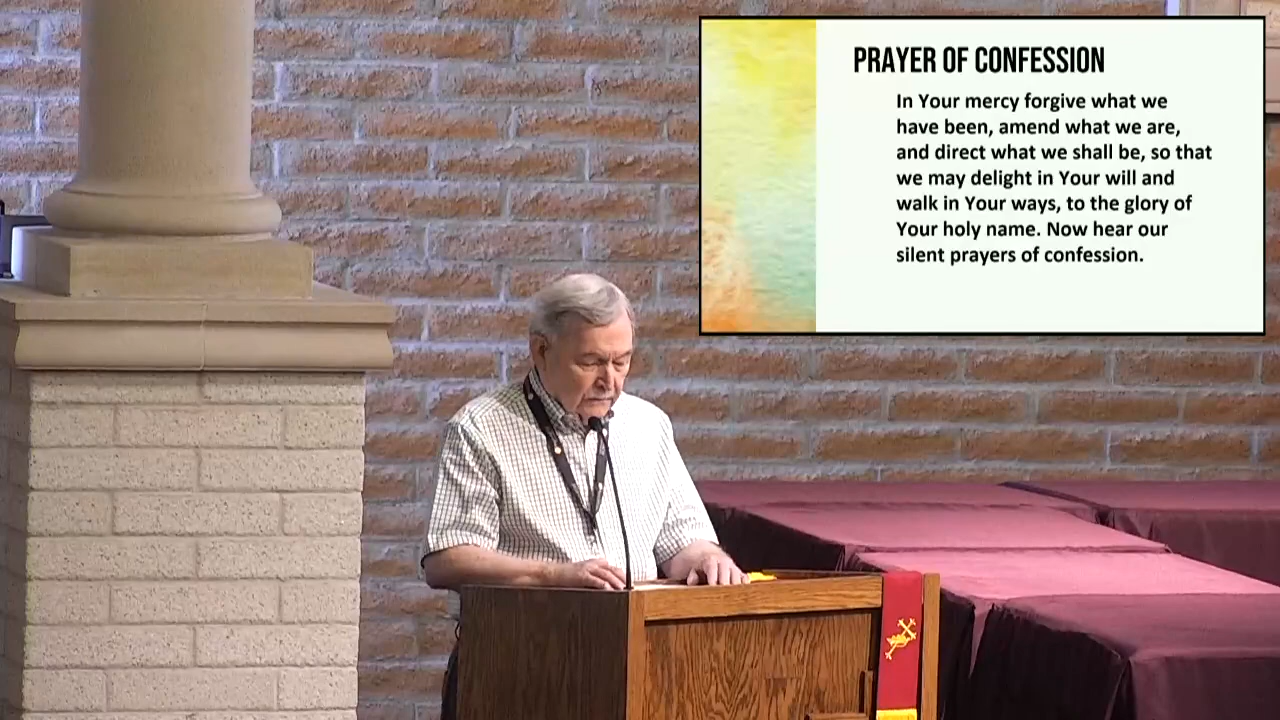 PRAYER OF CONFESSION
In Your mercy forgive what we
have been, amend what we are,
and direct what we shall be, so that
we may delight in Your will and
walk in Your ways, to the glory of
Your holy name. Now hear our
silent prayers of confession.